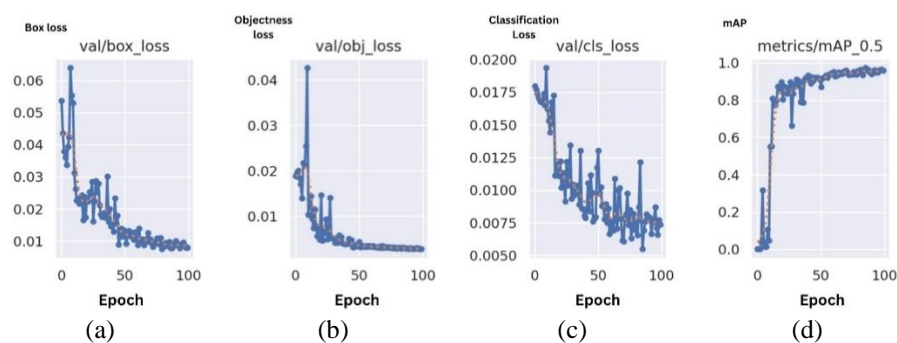 Box loss
val/box_loss
0.06
0.05
0.04
0.03
0.02
0.01
0 50 100
Epoch
(a)
Objectness
loss
val/obj_loss
0.04
0.03
0.02
0.01
0 50 100
Epoch
(b)
Classification
Loss
val/cls_loss
0.0200
0.0175
0.0150
0.0125
0.0100
0.0075
0.0050
0 50 100
Epoch
(c)
mAP
metrics/mAP_0.5
1.0
0.8
0.6
0.4
0.2
0.0
0 50 100
Epoch
(d)